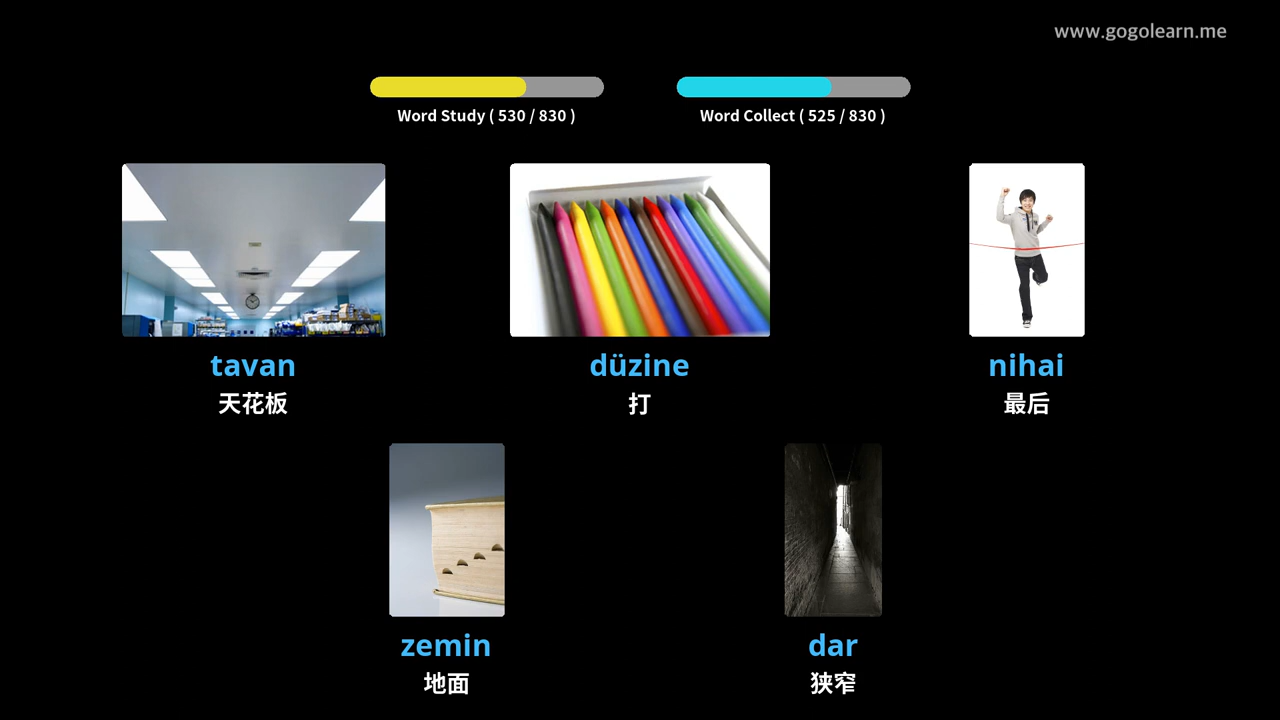 www.gogolearn.me
Word Study ( 530 / 830 )
Word Collect ( 525 / 830 )
tavan
天花板
düzine
打
nihai
最后
zemin
地面
dar
狭窄